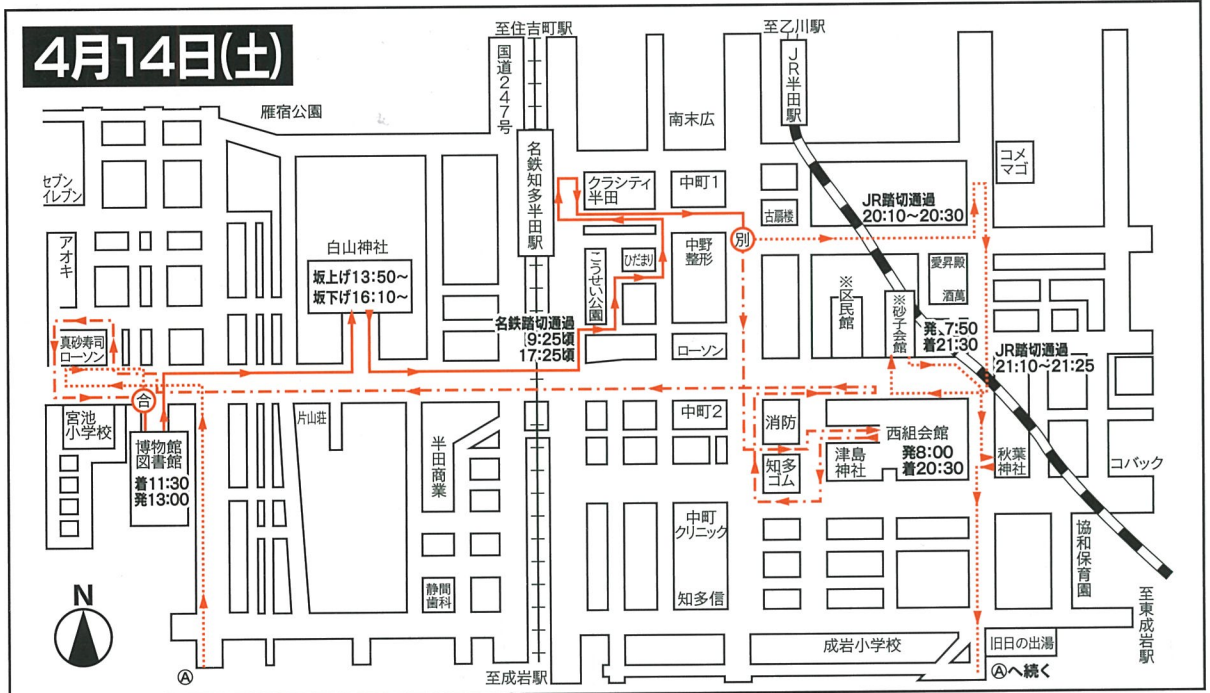 4月14日(土)
至住吉町駅
至乙川駅
国道247号
JR半田駅
雁宿公園
南末広
名鉄知多半田駅
コメマゴ
セブン
イレブン
クラシティ
半田
中町1
古扇楼
JR踏切通過
20:10～20:30
別
アオキ
白山神社
坂上げ13:50～
坂下げ16:10～
こうせい公園
ひだまり
中野
整形
※区民館
※砂子会館
愛昇殿
酒萬
名鉄踏切通過
9:25頃
17:25頃
発7:50
着21:30
真砂寿司
ローソン
ローソン
JR踏切通過
21:10～21:25
合
宮池
小学校
片山荘
中町2
消防
博物館
図書館
着11:30
発13:00
半田商業
知多
ゴム
津島
神社
西組会館
発8:00
着20:30
秋葉
神社
コバック
中町
クリニック
協和保育園
N
静間
歯科
知多信
至東成岩駅
成岩小学校
旧日の出湯
Ⓐ
至成岩駅
Ⓐへ続く